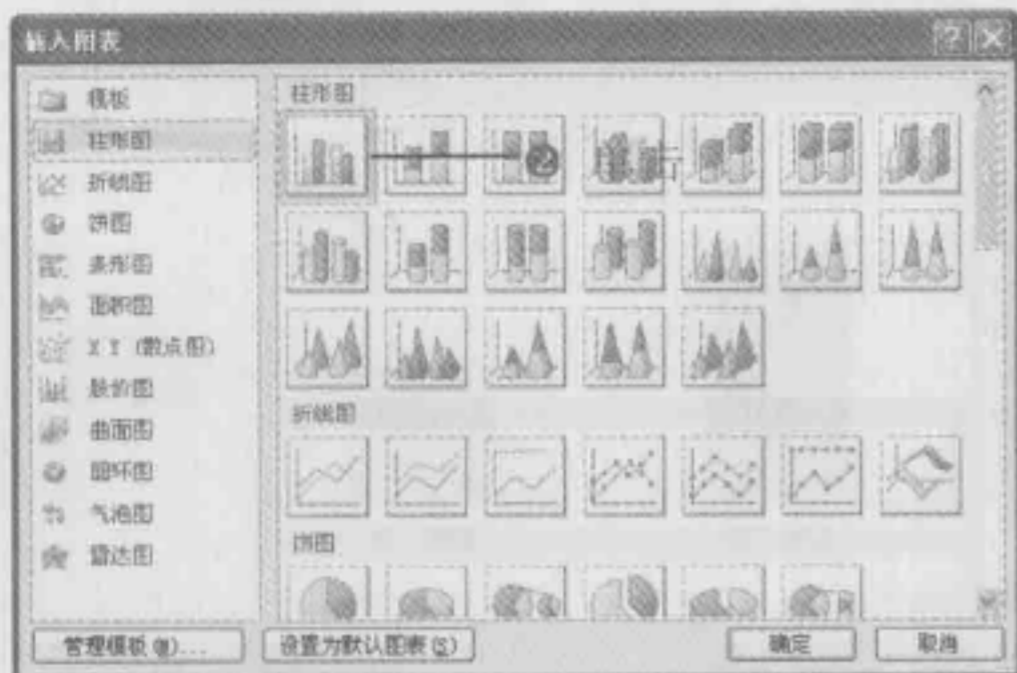 插入图表
模板
柱形图
折线图
饼图
条形图
面积图
X Y (散点图)
股价图
曲面图
圆环图
气泡图
雷达图
柱形图
折线图
饼图
管理模板(M)...
设置为默认图表(S)
确定
取消